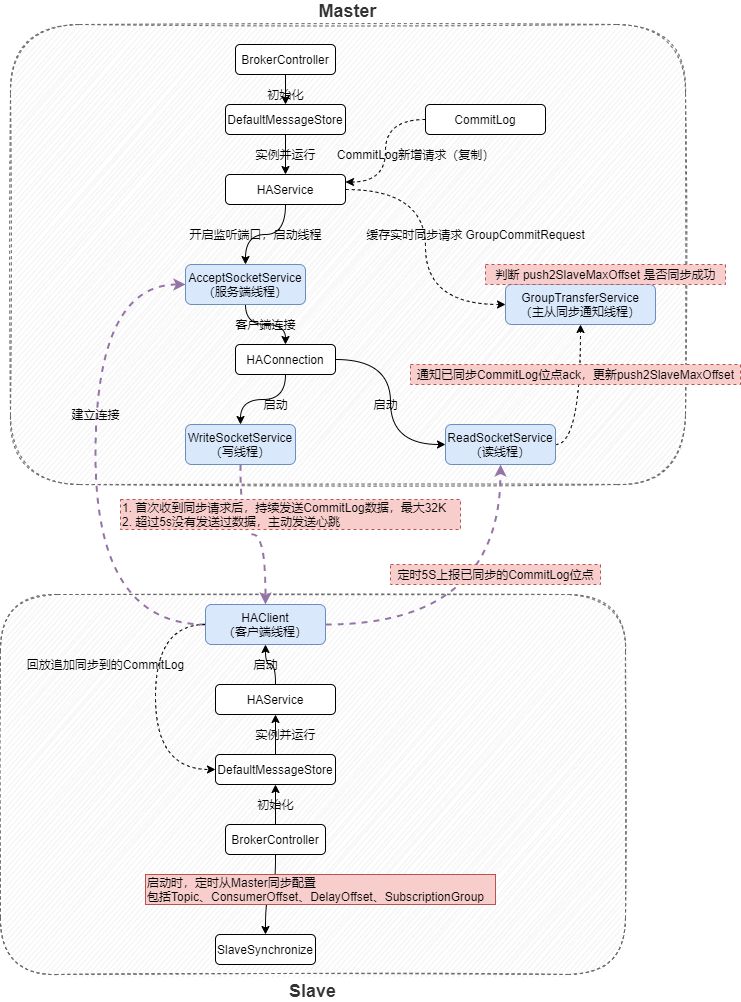 Master
BrokerController
初始化
DefaultMessageStore
CommitLog
实例并运行
CommitLog新增请求（复制）
HAService
开启监听端口，启动线程
缓存实时同步请求 GroupCommitRequest
判断 push2SlaveMaxOffset 是否同步成功
AcceptSocketService
（服务端线程）
GroupTransferService
（主从同步通知线程）
客户端连接
HAConnection
通知已同步CommitLog位点ack，更新push2SlaveMaxOffset
启动
启动
建立连接
WriteSocketService
（写线程）
ReadSocketService
（读线程）
1. 首次收到同步请求后，持续发送CommitLog数据，最大32K
2. 超过5s没有发送过数据，主动发送心跳
定时5S上报已同步的CommitLog位点
HAClient
（客户端线程）
回放追加同步到的CommitLog
启动
HAService
实例并运行
DefaultMessageStore
初始化
BrokerController
启动时，定时从Master同步配置
包括Topic、ConsumerOffset、DelayOffset、SubscriptionGroup
SlaveSynchronize
Slave